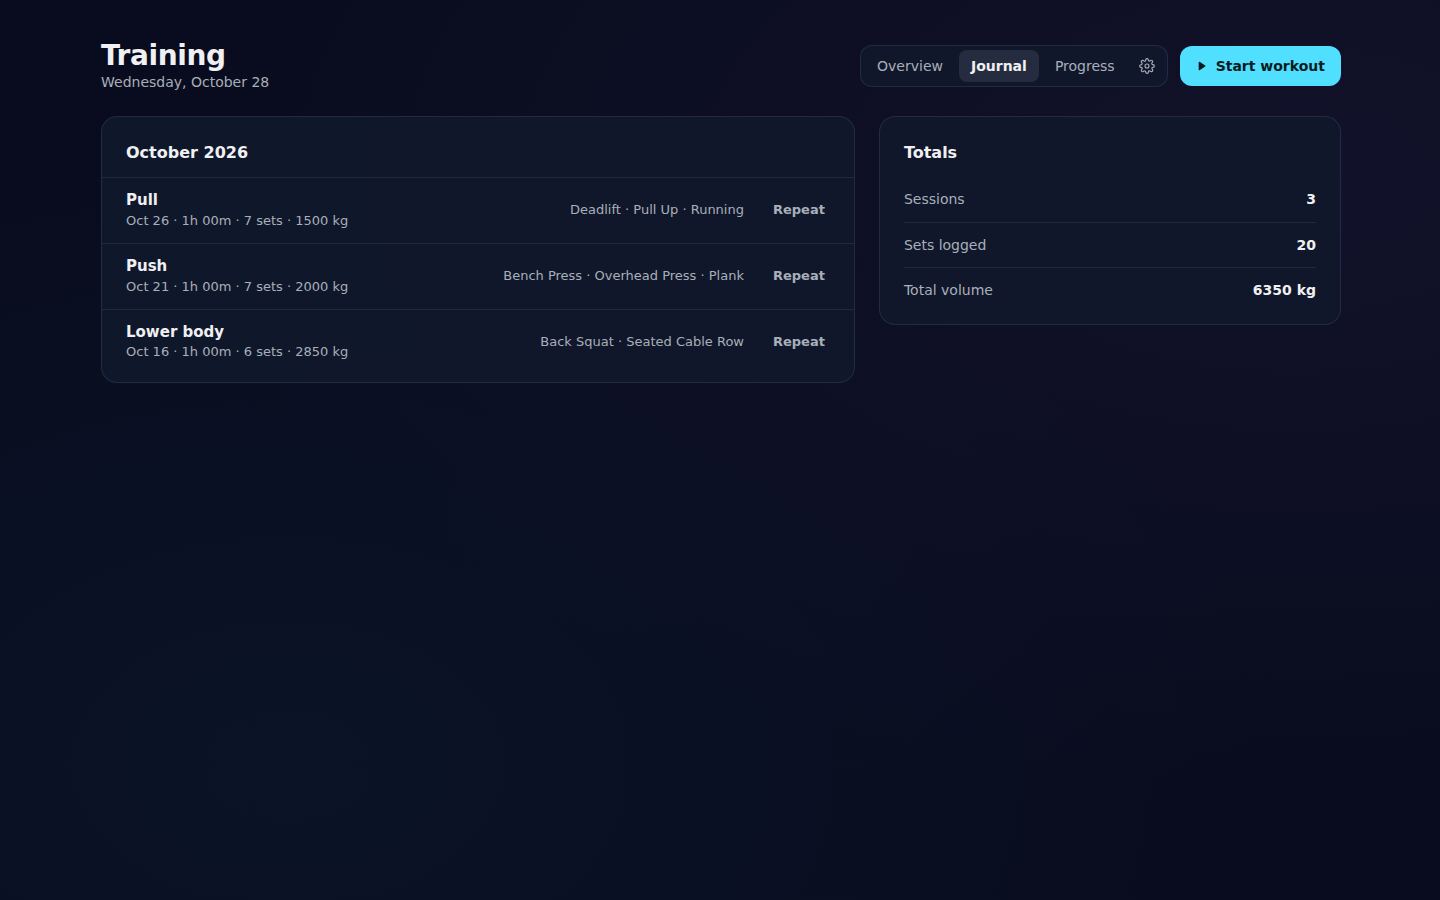 Training
Wednesday, October 28
Overview
Journal
Progress
Start workout
October 2026
Pull
Oct 26 · 1h 00m · 7 sets · 1500 kg
Deadlift · Pull Up · Running
Repeat
Push
Oct 21 · 1h 00m · 7 sets · 2000 kg
Bench Press · Overhead Press · Plank
Repeat
Lower body
Oct 16 · 1h 00m · 6 sets · 2850 kg
Back Squat · Seated Cable Row
Repeat
Totals
Sessions 3
Sets logged 20
Total volume 6350 kg